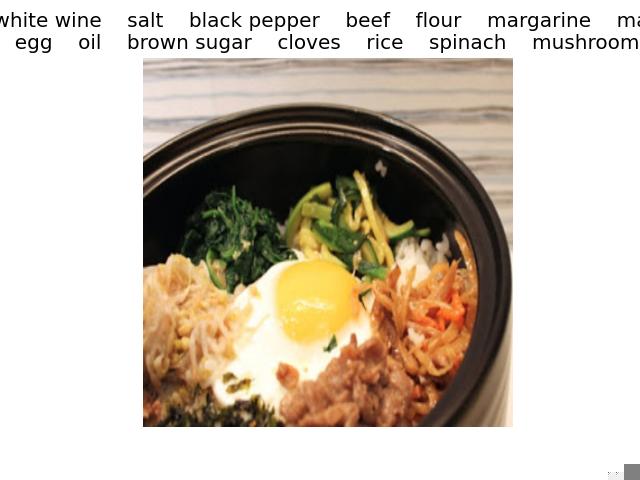 white wine salt black pepper beef flour margarine
egg oil brown sugar cloves rice spinach mushroom